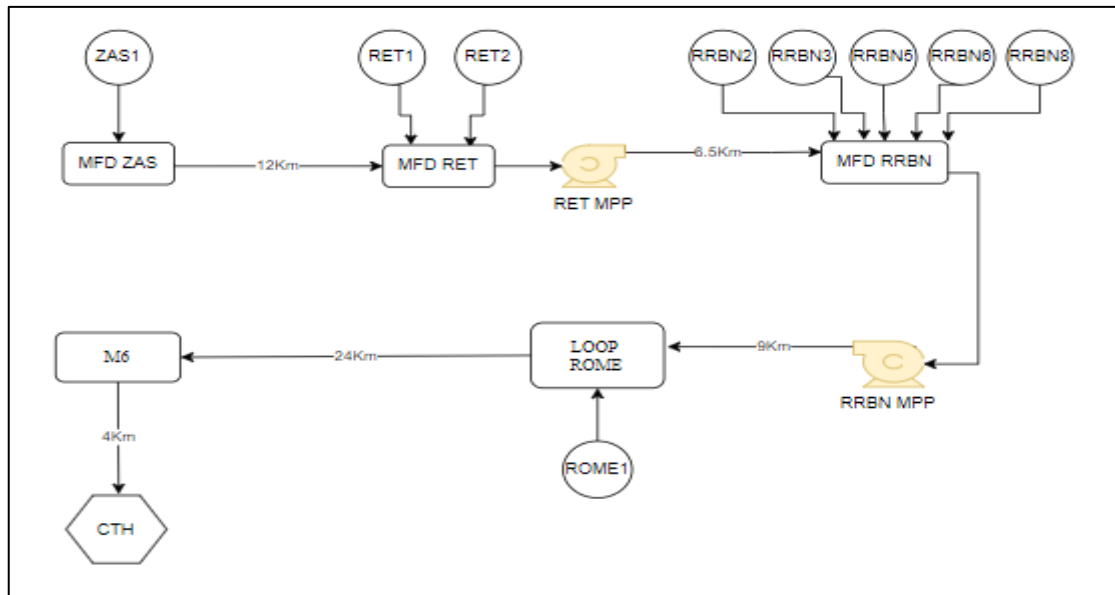 ZAS1
RET1
RET2
RRBN2
RRBN3
RRBN5
RRBN6
RRBN8
MFD ZAS
12Km
MFD RET
RET MPP
6.5Km
MFD RRBN
M6
24Km
LOOP
ROME
9Km
RRBN MPP
4Km
ROME1
CTH